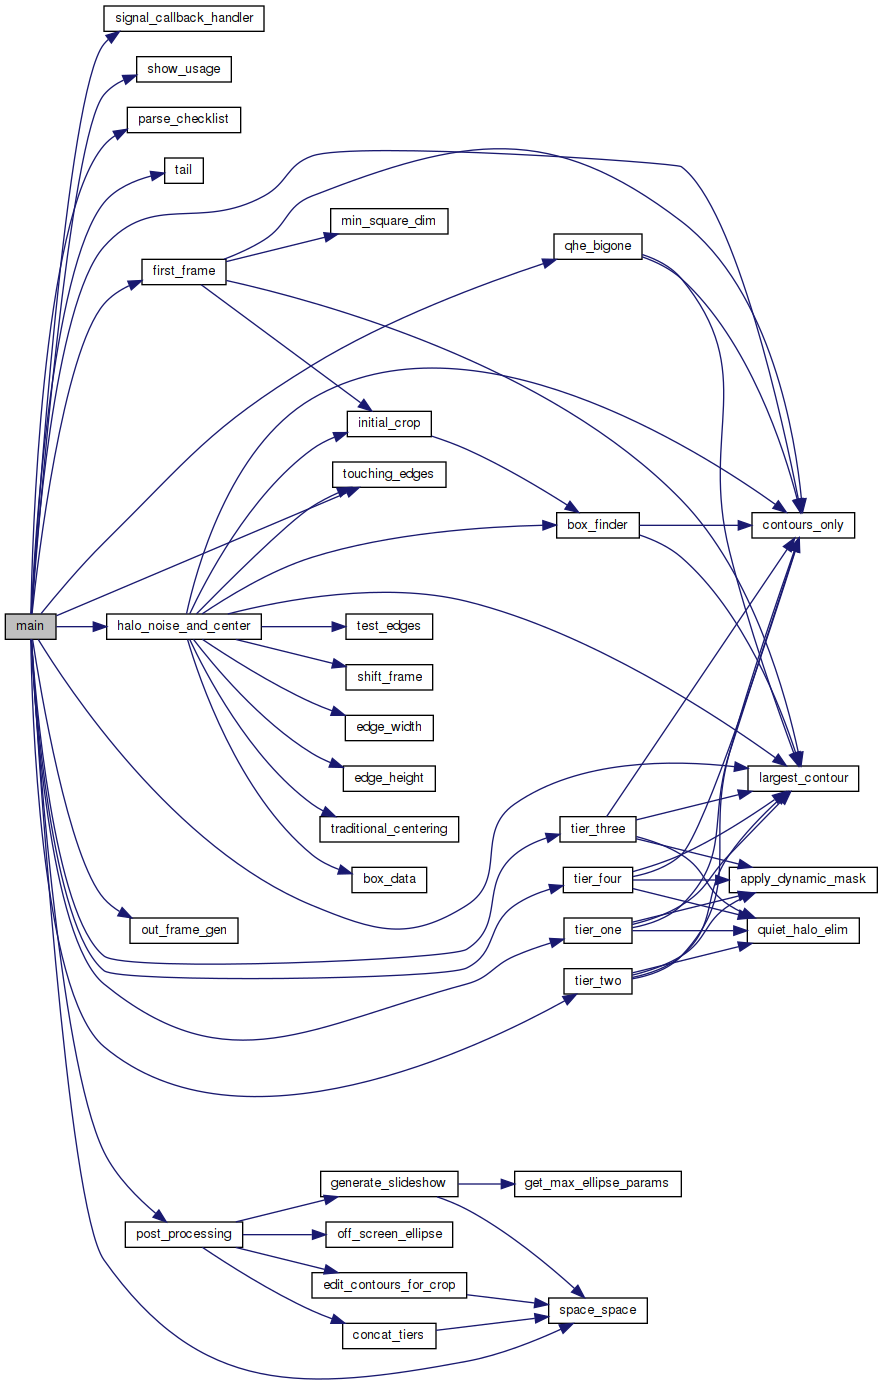 signal_callback_handler
show_usage
parse_checklist
tail
min_square_dim
qhe_bigone
first_frame
initial_crop
touching_edges
box_finder
contours_only
main
halo_noise_and_center
test_edges
shift_frame
edge_width
edge_height
largest_contour
traditional_centering
tier_three
box_data
tier_four
apply_dynamic_mask
out_frame_gen
tier_one
quiet_halo_elim
tier_two
generate_slideshow
get_max_ellipse_params
post_processing
off_screen_ellipse
edit_contours_for_crop
space_space
concat_tiers